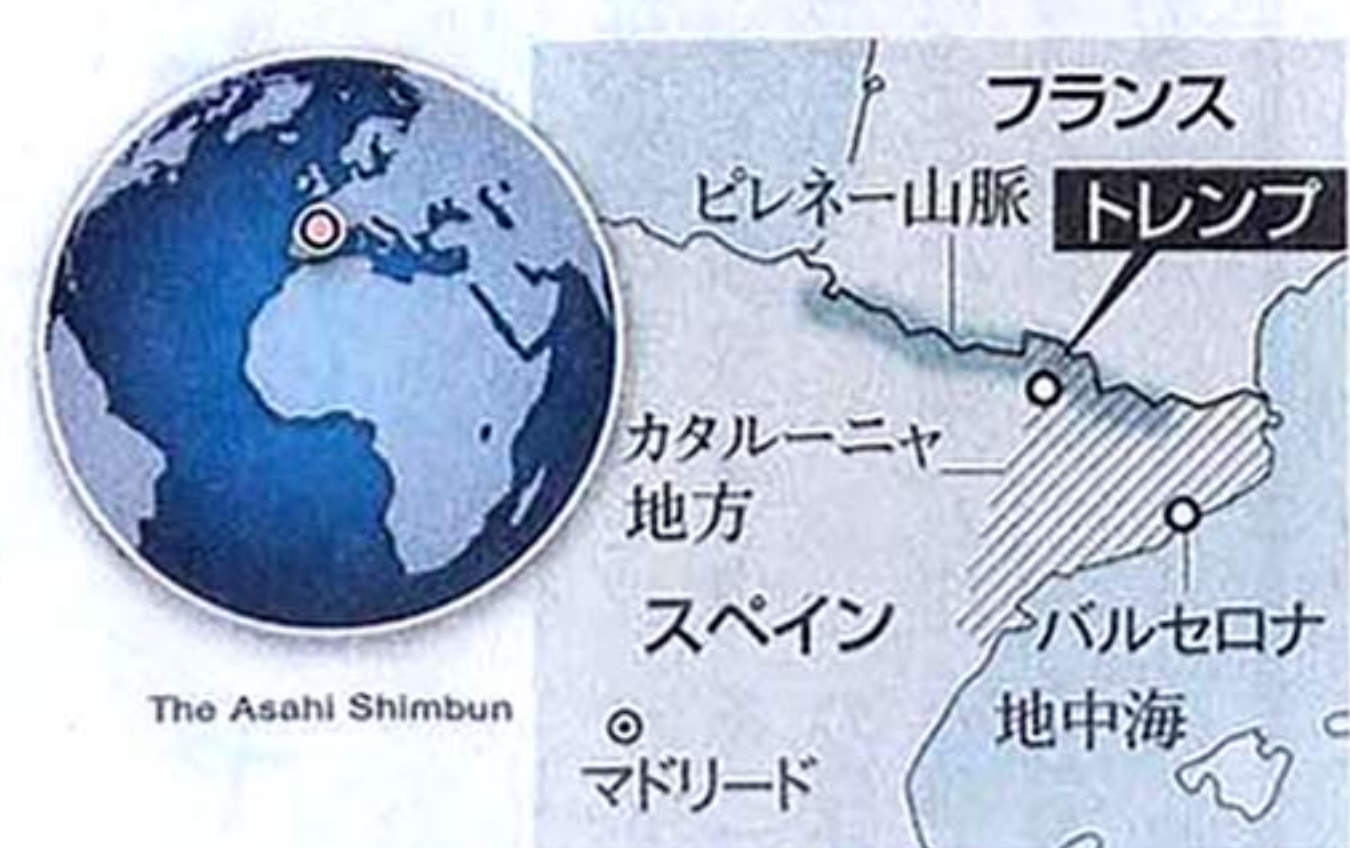 フランス
ピレネー山脈
トレンプ
カタルーニャ
地方
スペイン
バルセロナ
地中海
マドリード
The Asahi Shimbun